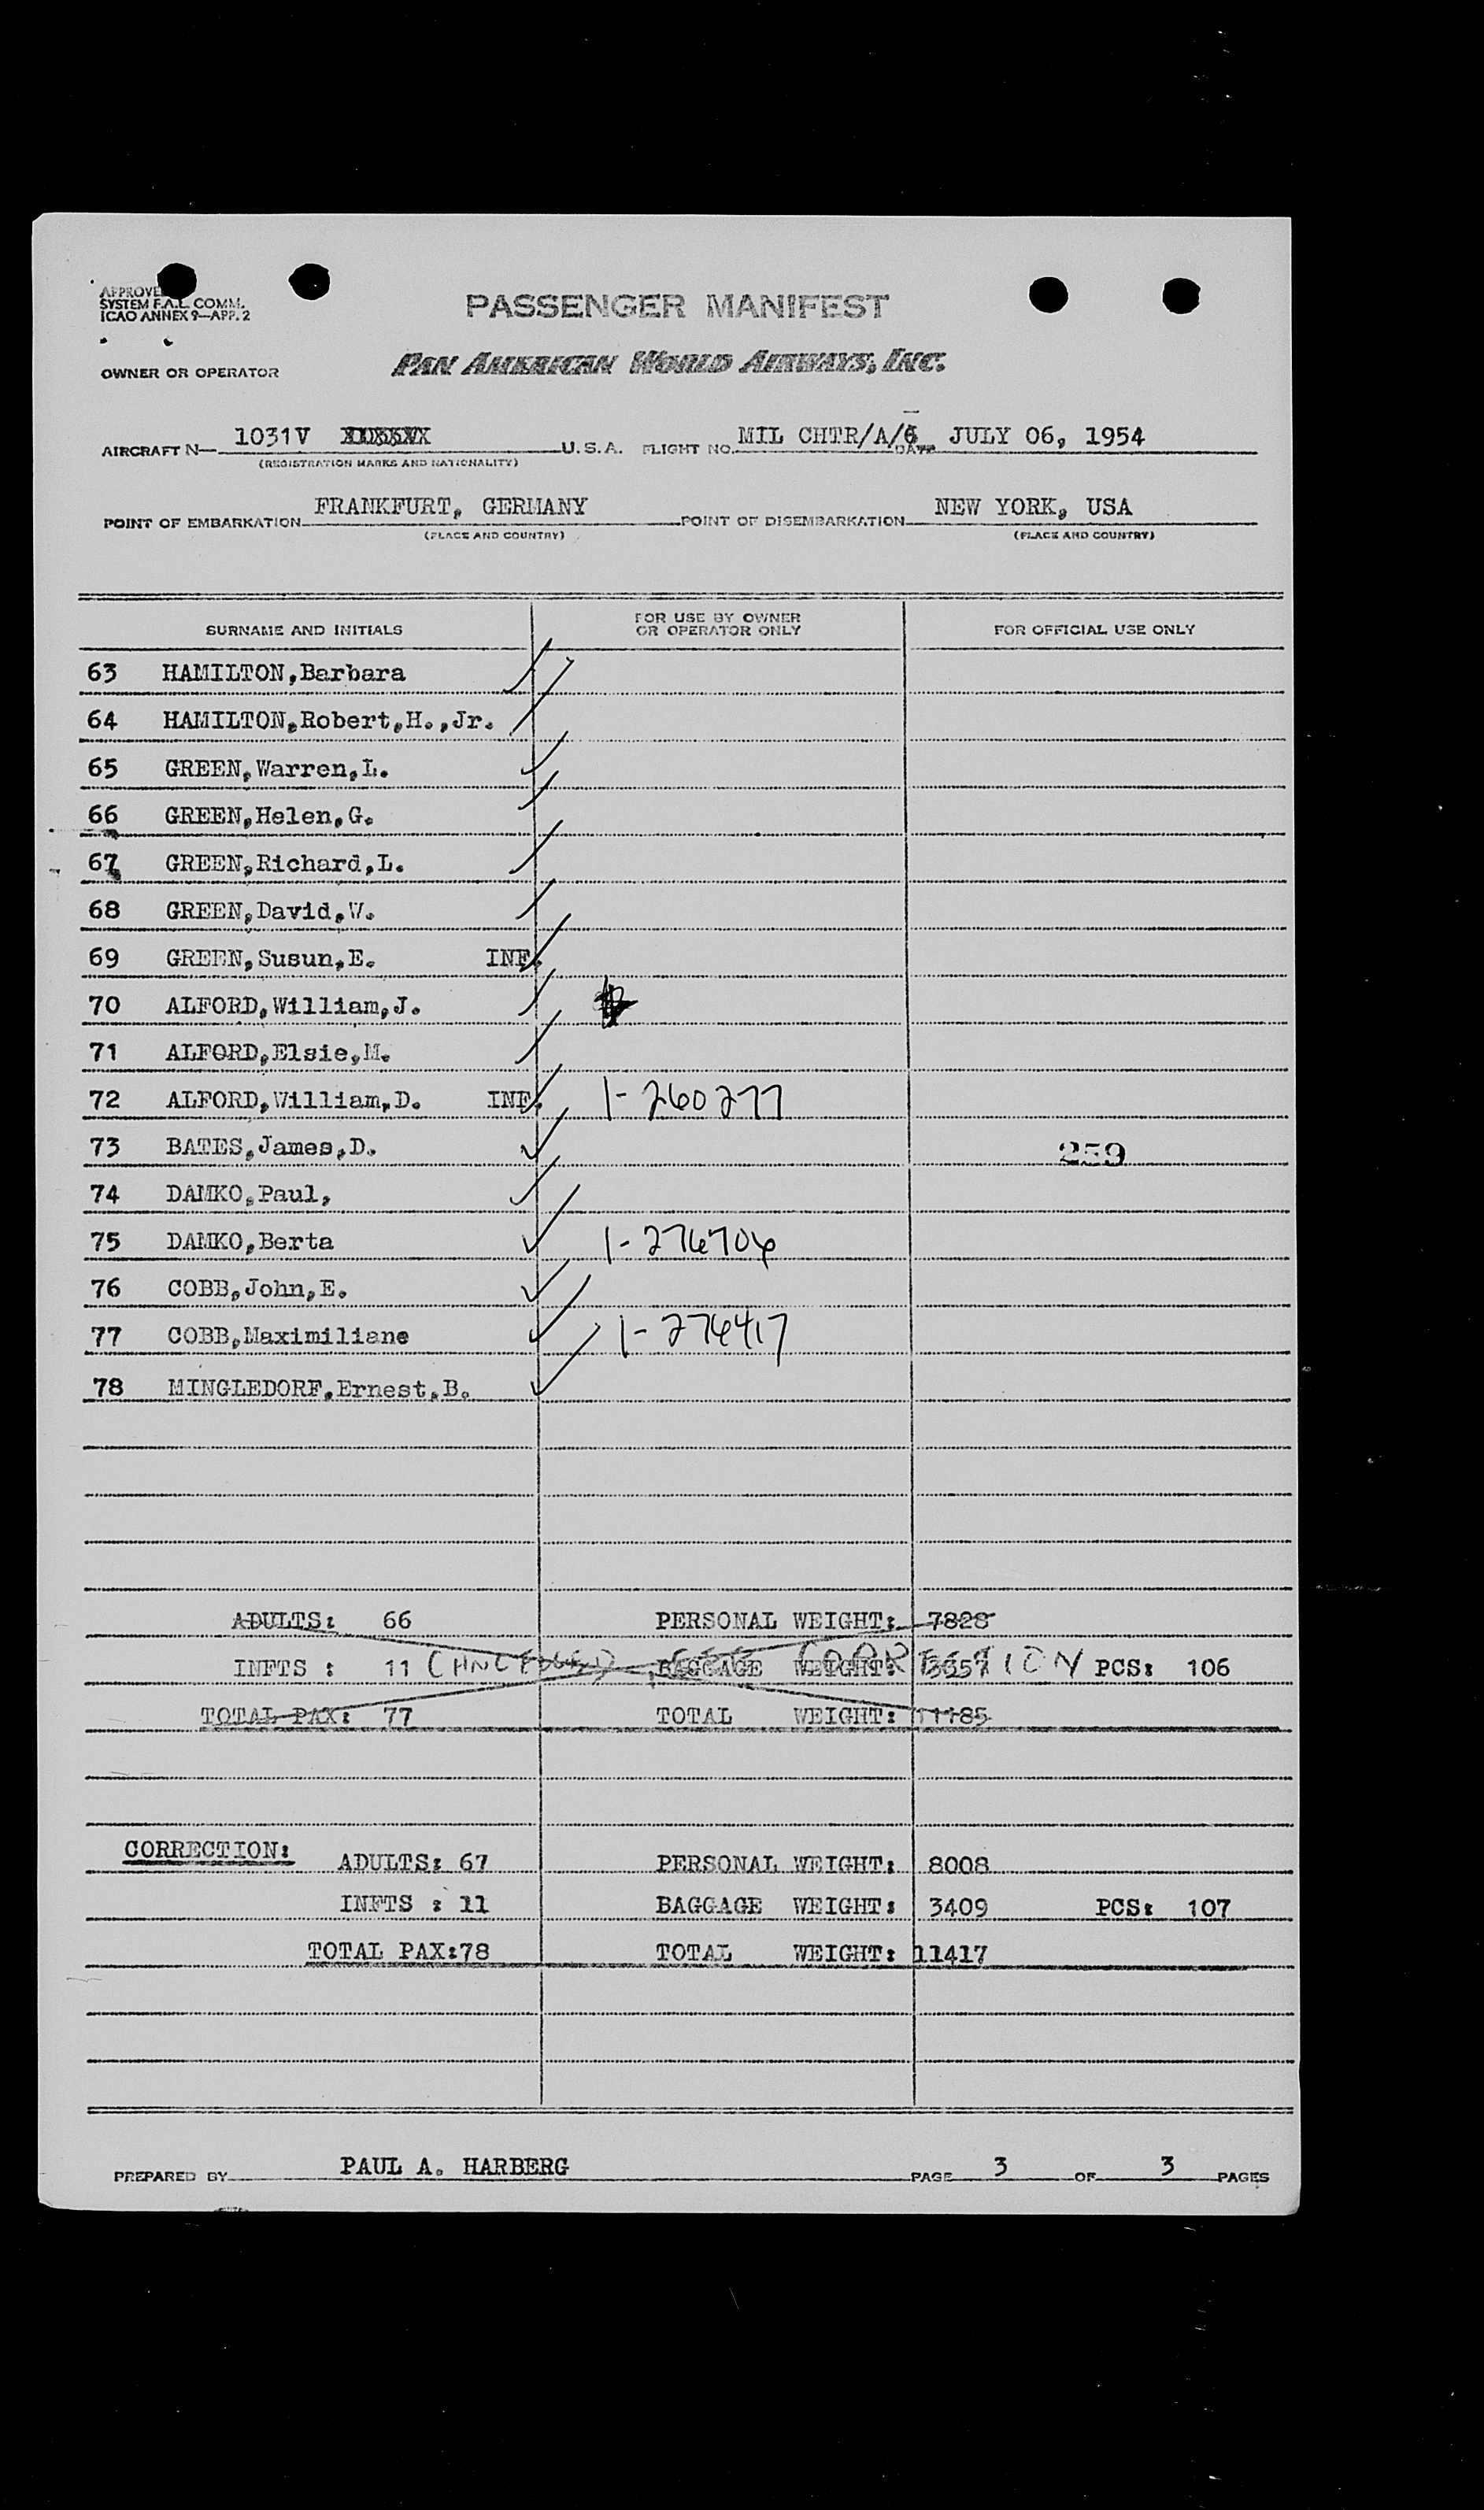 APPROVED
SYSTEM F.A.L. COMM.
ICAO ANNEX 9—APP. 2
PASSENGER MANIFEST
OWNER OR OPERATOR PAN AMERICAN WORLD AIRWAYS, INC.
AIRCRAFT N— 1031V U.S.A. FLIGHT NO. MIL CHTR/A/6 DATE JULY 06, 1954
(REGISTRATION MARKS AND NATIONALITY)
POINT OF EMBARKATION FRANKFURT, GERMANY POINT OF DISEMBARKATION NEW YORK, USA
(PLACE AND COUNTRY) (PLACE AND COUNTRY)
SURNAME AND INITIALS FOR USE BY OWNER OR OPERATOR ONLY FOR OFFICIAL USE ONLY
63 HAMILTON,Barbara
64 HAMILTON,Robert,H.,Jr.
65 GREEN,Warren,L.
66 GREEN,Helen,G.
67 GREEN,Richard,L.
68 GREEN,David,W.
69 GREEN,Susun,E. INF.
70 ALFORD,William,J.
71 ALFORD,Elsie,M.
72 ALFORD,William,D. INF. 1-260277
73 BATES,James,D. 259
74 DAMKO,Paul,
75 DAMKO,Berta 1-276706
76 COBB,John,E.
77 COBB,Maximiliane 1-276417
78 MINGLEDORF,Ernest,B.
ADULTS: 66 PERSONAL WEIGHT: 7828
INFTS : 11 BAGGAGE WEIGHT: 3357 PCS: 106
CORRECTION
TOTAL PAX: 77 TOTAL WEIGHT: 11185
CORRECTION:
ADULTS: 67 PERSONAL WEIGHT: 8008
INFTS : 11 BAGGAGE WEIGHT: 3409 PCS: 107
TOTAL PAX:78 TOTAL WEIGHT: 11417
PREPARED BY PAUL A. HARBERG PAGE 3 OF 3 PAGES